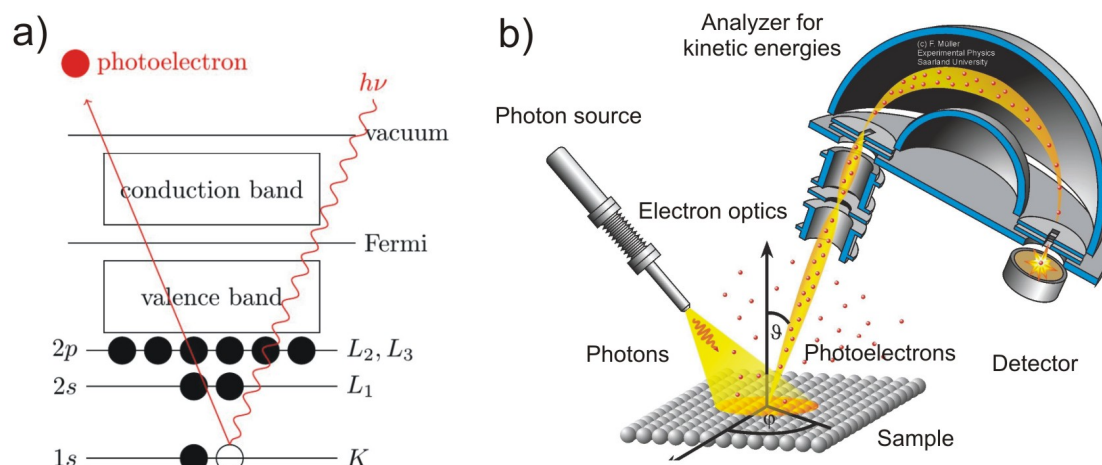 a)
photoelectron
hν
vacuum
conduction band
Fermi
valence band
2p
L₂, L₃
2s
L₁
1s
K
b)
Analyzer for
kinetic energies
(c) F. Müller
Experimental Physics
Saarland University
Photon source
Electron optics
ϑ
Photons
Photoelectrons
Detector
φ
Sample